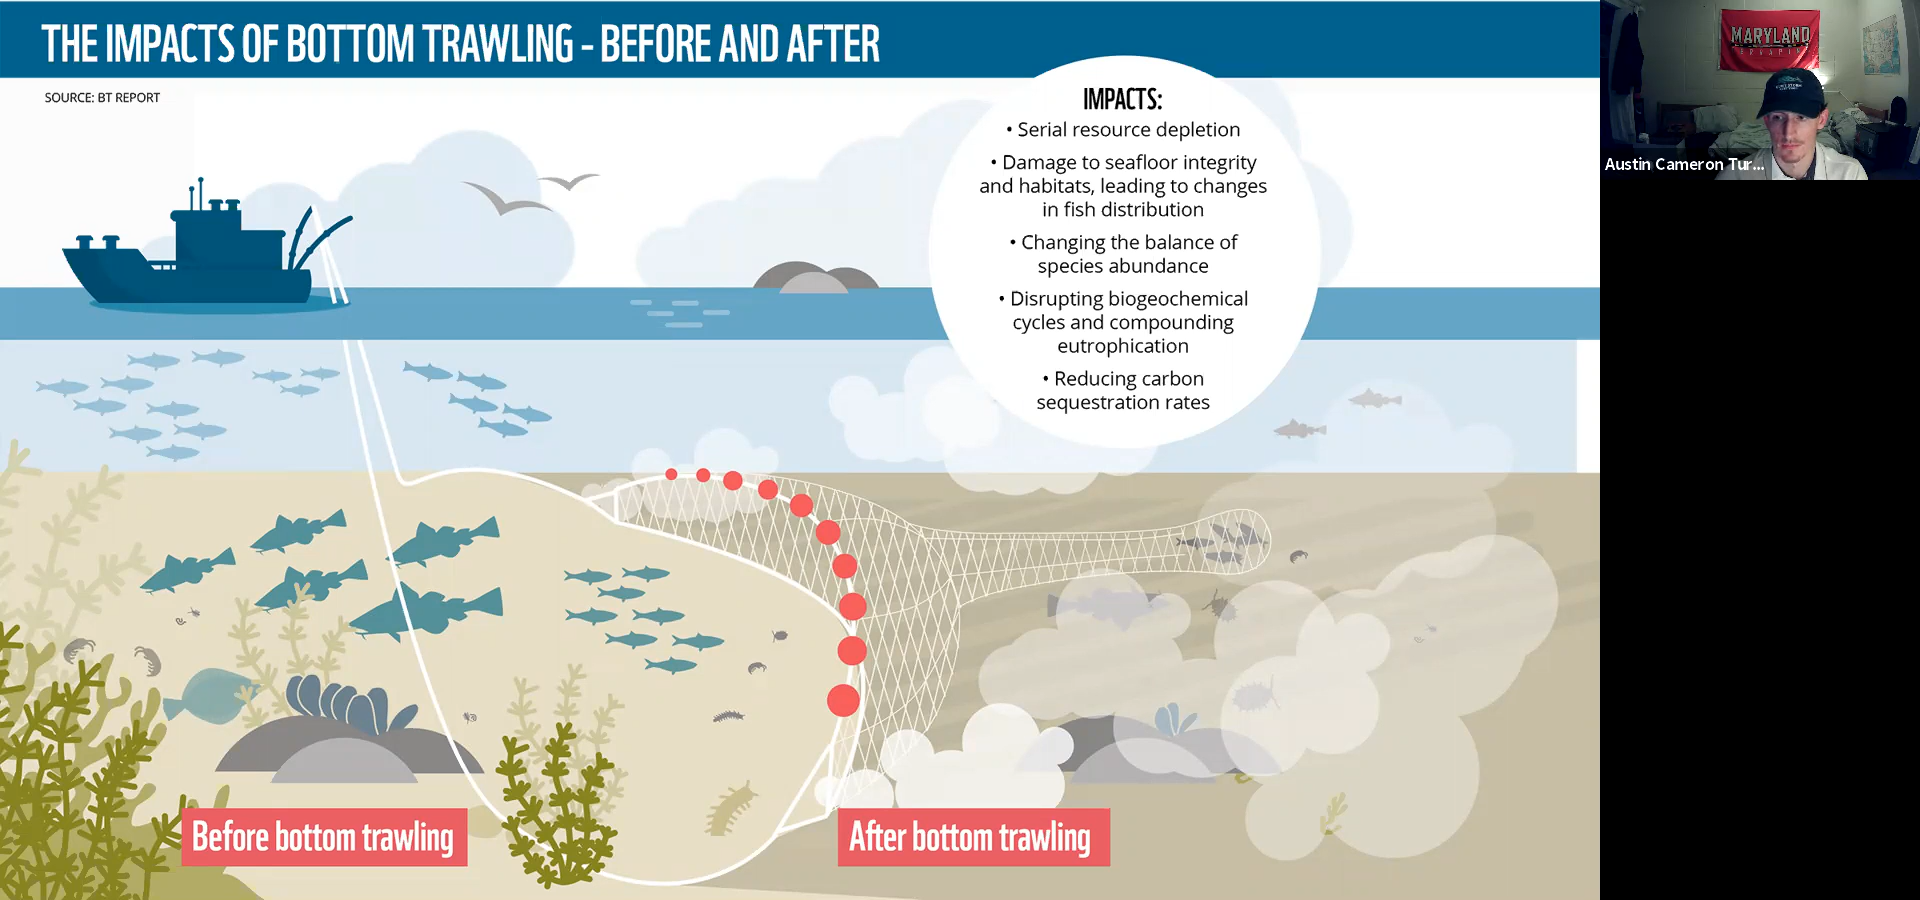 THE IMPACTS OF BOTTOM TRAWLING - BEFORE AND AFTER
SOURCE: BT REPORT
IMPACTS:
• Serial resource depletion
• Damage to seafloor integrity
and habitats, leading to changes
in fish distribution
• Changing the balance of
species abundance
• Disrupting biogeochemical
cycles and compounding
eutrophication
• Reducing carbon
sequestration rates
Before bottom trawling
After bottom trawling
MARYLAND
Austin Cameron Tur...